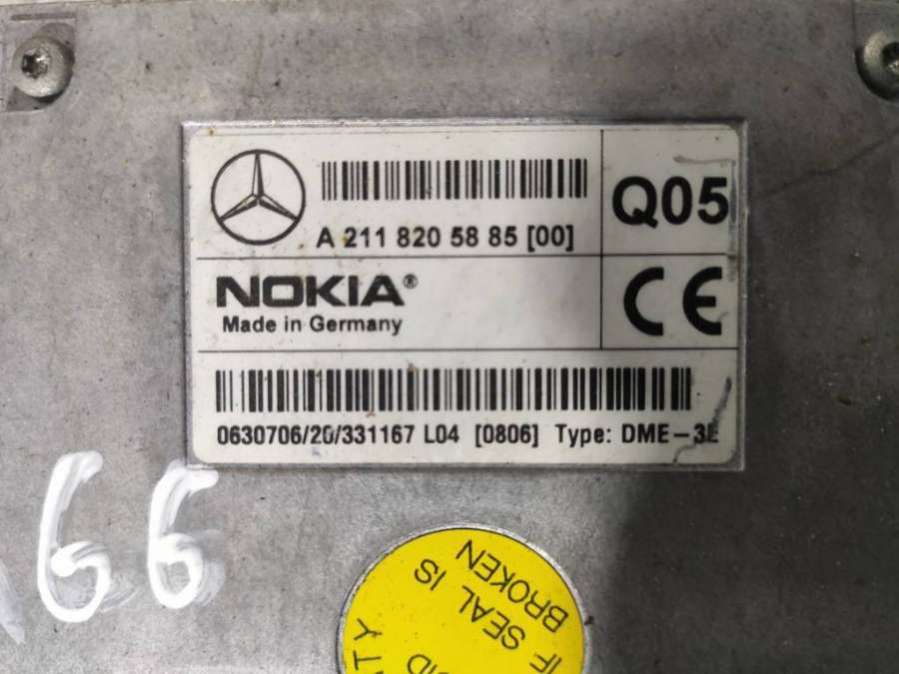 A 211 820 58 85 [00]
Q05
NOKIA®
Made in Germany
CE
0630706/20/331167 L04 [0806] Type: DME-3E
66
IF SEAL IS
BROKEN